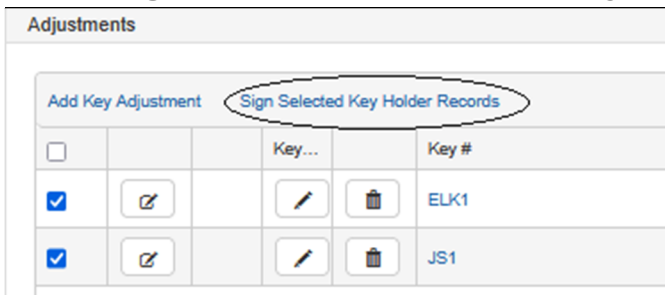 Adjustments
Add Key Adjustment Sign Selected Key Holder Records
Key... Key #
ELK1
JS1